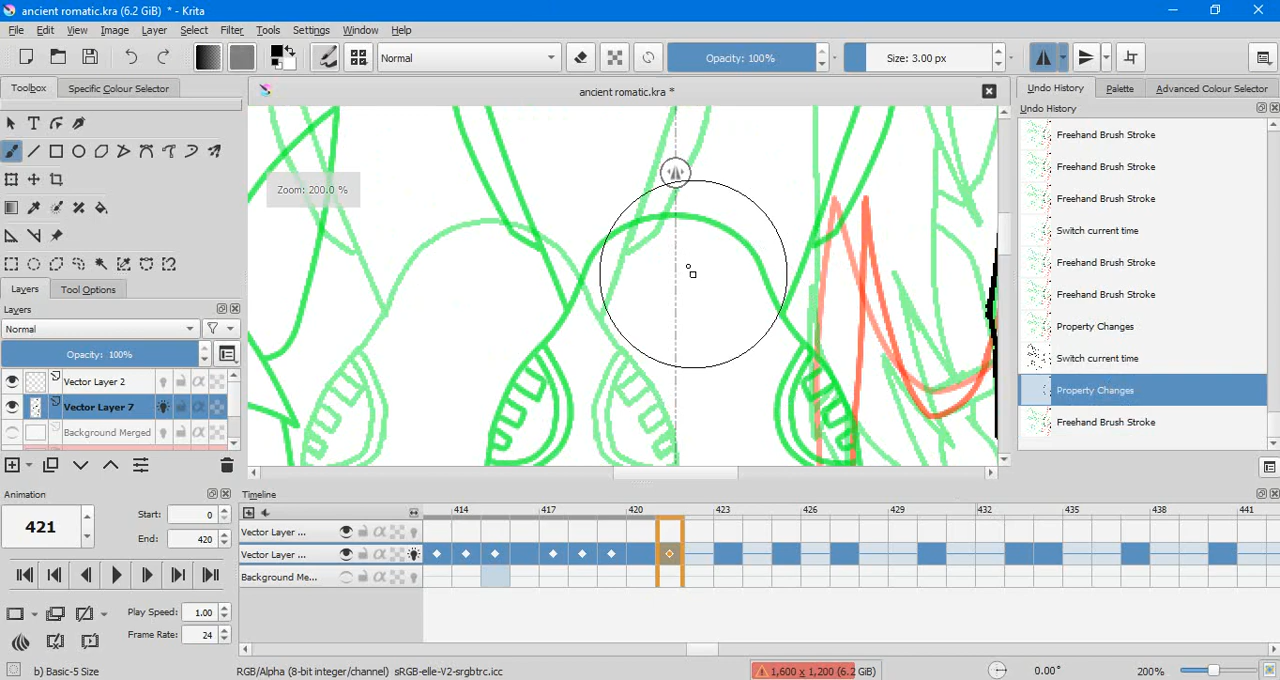 ancient romatic.kra (6.2 GiB) * - Krita
File Edit View Image Layer Select Filter Tools Settings Window Help
Normal Opacity: 100% Size: 3.00 px
Toolbox Specific Colour Selector ancient romatic.kra * Undo History Palette Advanced Colour Selector
Undo History
Freehand Brush Stroke
Freehand Brush Stroke
Zoom: 200.0 %
Freehand Brush Stroke
Switch current time
Freehand Brush Stroke
Freehand Brush Stroke
Property Changes
Switch current time
Property Changes
Freehand Brush Stroke
Layers Tool Options
Layers
Normal
Opacity: 100%
Vector Layer 2
Vector Layer 7
Background Merged
Animation Timeline
421 Start: 0
End: 420
414 417 420 423 426 429 432 435 438 441
Vector Layer ...
Vector Layer ...
Background Me...
Play Speed: 1.00
Frame Rate: 24
b) Basic-5 Size RGB/Alpha (8-bit integer/channel) sRGB-elle-V2-srgbtrc.icc 1,600 x 1,200 (6.2 GiB) 0.00° 200%